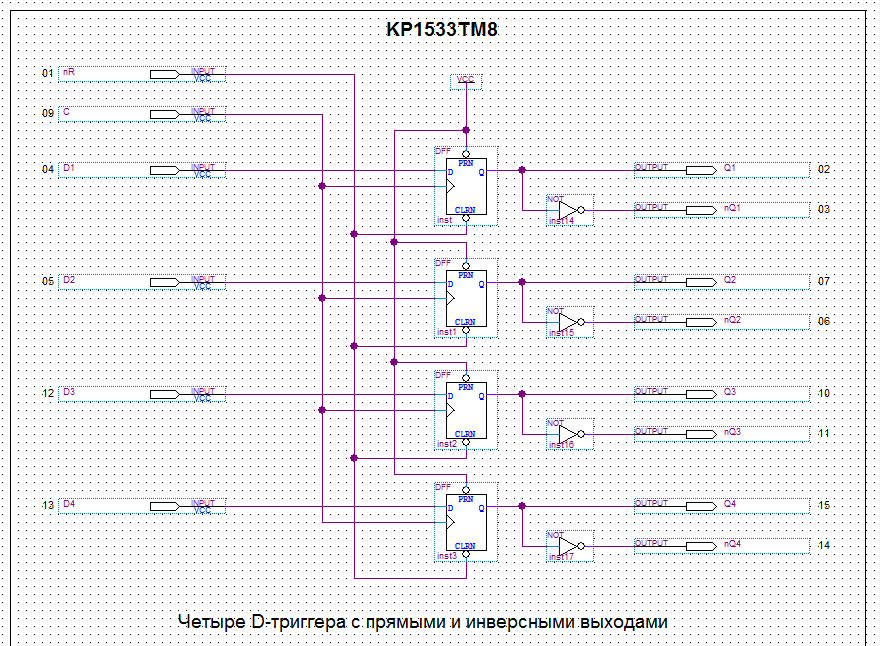 KP1533TM8
01 nR INPUT VCC
VCC
09 C INPUT VCC
DFF
PRN
04 D1 INPUT VCC D Q OUTPUT Q1 02
NOT
CLRN OUTPUT nQ1 03
inst inst14
DFF
PRN
05 D2 INPUT VCC D Q OUTPUT Q2 07
NOT
CLRN OUTPUT nQ2 06
inst1 inst15
DFF
PRN
12 D3 INPUT VCC D Q OUTPUT Q3 10
NOT
CLRN OUTPUT nQ3 11
inst2 inst16
DFF
PRN
13 D4 INPUT VCC D Q OUTPUT Q4 15
NOT
CLRN OUTPUT nQ4 14
inst3 inst17
Четыре D-триггера с прямыми и инверсными выходами